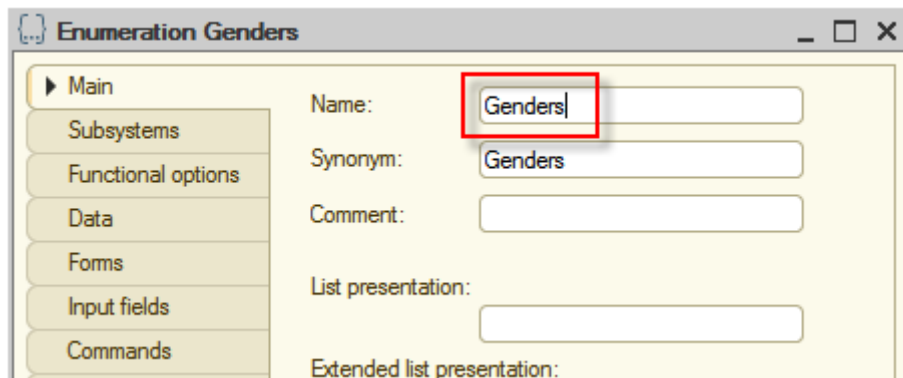 {...} Enumeration Genders
Main
Subsystems
Functional options
Data
Forms
Input fields
Commands
Name: Genders
Synonym: Genders
Comment:
List presentation:
Extended list presentation: